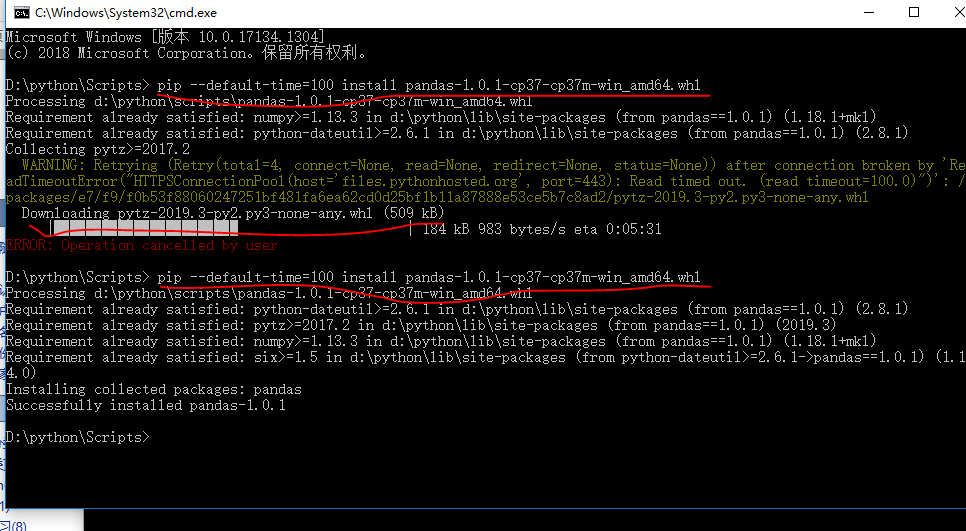 C:\Windows\System32\cmd.exe
Microsoft Windows [版本 10.0.17134.1304]
(c) 2018 Microsoft Corporation。保留所有权利。
D:\python\Scripts> pip --default-time=100 install pandas-1.0.1-cp37-cp37m-win_amd64.whl
Processing d:\python\scripts\pandas-1.0.1-cp37-cp37m-win_amd64.whl
Requirement already satisfied: numpy>=1.13.3 in d:\python\lib\site-packages (from pandas==1.0.1) (1.18.1+mkl)
Requirement already satisfied: python-dateutil>=2.6.1 in d:\python\lib\site-packages (from pandas==1.0.1) (2.8.1)
Collecting pytz>=2017.2
WARNING: Retrying (Retry(total=4, connect=None, read=None, redirect=None, status=None)) after connection broken by 'Re
adTimeoutError("HTTPSConnectionPool(host='files.pythonhosted.org', port=443): Read timed out. (read timeout=100.0)")': /
packages/e7/f9/f0b53f88060247251bf481fa6ea62cd0d25bf1b11a87888e53ce5b7c8ad2/pytz-2019.3-py2.py3-none-any.whl
Downloading pytz-2019.3-py2.py3-none-any.whl (509 kB)
| | 184 kB 983 bytes/s eta 0:05:31
ERROR: Operation cancelled by user
D:\python\Scripts> pip --default-time=100 install pandas-1.0.1-cp37-cp37m-win_amd64.whl
Processing d:\python\scripts\pandas-1.0.1-cp37-cp37m-win_amd64.whl
Requirement already satisfied: python-dateutil>=2.6.1 in d:\python\lib\site-packages (from pandas==1.0.1) (2.8.1)
Requirement already satisfied: pytz>=2017.2 in d:\python\lib\site-packages (from pandas==1.0.1) (2019.3)
Requirement already satisfied: numpy>=1.13.3 in d:\python\lib\site-packages (from pandas==1.0.1) (1.18.1+mkl)
Requirement already satisfied: six>=1.5 in d:\python\lib\site-packages (from python-dateutil>=2.6.1->pandas==1.0.1) (1.1
4.0)
Installing collected packages: pandas
Successfully installed pandas-1.0.1
D:\python\Scripts>
习(8)